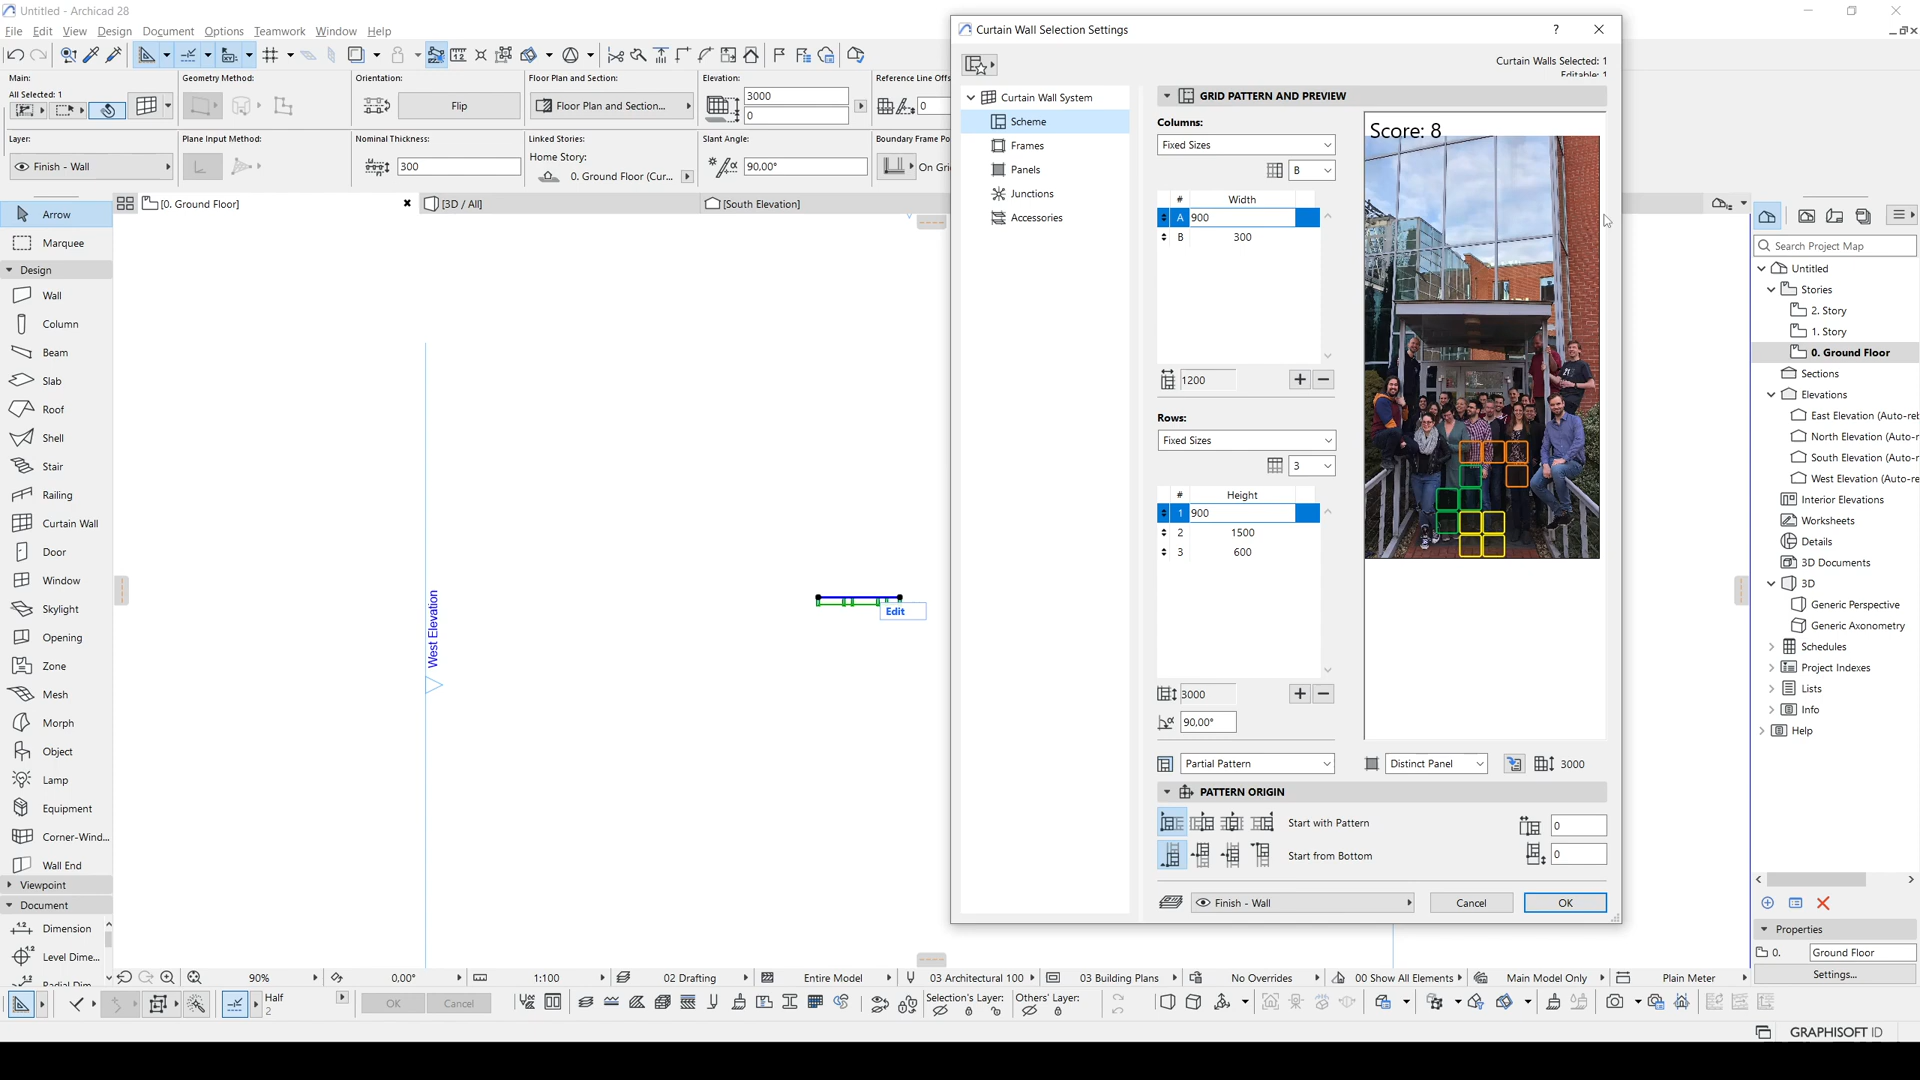 Untitled - Archicad 28
File Edit View Design Document Options Teamwork Window Help
Main:
All Selected: 1
Geometry Method:
Orientation:
Flip
Floor Plan and Section:
Floor Plan and Section...
Elevation:
3000
0
Reference Line Offs
0
Layer:
Finish - Wall
Plane Input Method:
Nominal Thickness:
300
Linked Stories:
Home Story:
0. Ground Floor (Cur...
Slant Angle:
90,00°
Boundary Frame Po
On Gri
[0. Ground Floor]
[3D / All]
[South Elevation]
Arrow
Marquee
Design
Wall
Column
Beam
Slab
Roof
Shell
Stair
Railing
Curtain Wall
Door
Window
Skylight
Opening
Zone
Mesh
Morph
Object
Lamp
Equipment
Corner-Wind...
Wall End
Viewpoint
Document
Dimension
Level Dime...
Radial Dim
West Elevation
Edit
Curtain Wall Selection Settings
Curtain Walls Selected: 1
Editable: 1
Curtain Wall System
Scheme
Frames
Panels
Junctions
Accessories
GRID PATTERN AND PREVIEW
Columns:
Fixed Sizes
B
# Width
A 900
B 300
1200
Rows:
Fixed Sizes
3
# Height
1 900
2 1500
3 600
3000
90,00°
Score: 8
Partial Pattern
Distinct Panel
3000
PATTERN ORIGIN
Start with Pattern
0
Start from Bottom
0
Finish - Wall
Cancel
OK
Search Project Map
Untitled
Stories
2. Story
1. Story
0. Ground Floor
Sections
Elevations
East Elevation (Auto-reb
North Elevation (Auto-r
South Elevation (Auto-re
West Elevation (Auto-re
Interior Elevations
Worksheets
Details
3D Documents
3D
Generic Perspective
Generic Axonometry
Schedules
Project Indexes
Lists
Info
Help
Properties
0.
Ground Floor
Settings...
90%
0,00°
1:100
02 Drafting
Entire Model
03 Architectural 100
03 Building Plans
No Overrides
00 Show All Elements
Main Model Only
Plain Meter
Half
2
OK
Cancel
Selection's Layer:
Others' Layer:
GRAPHISOFT ID